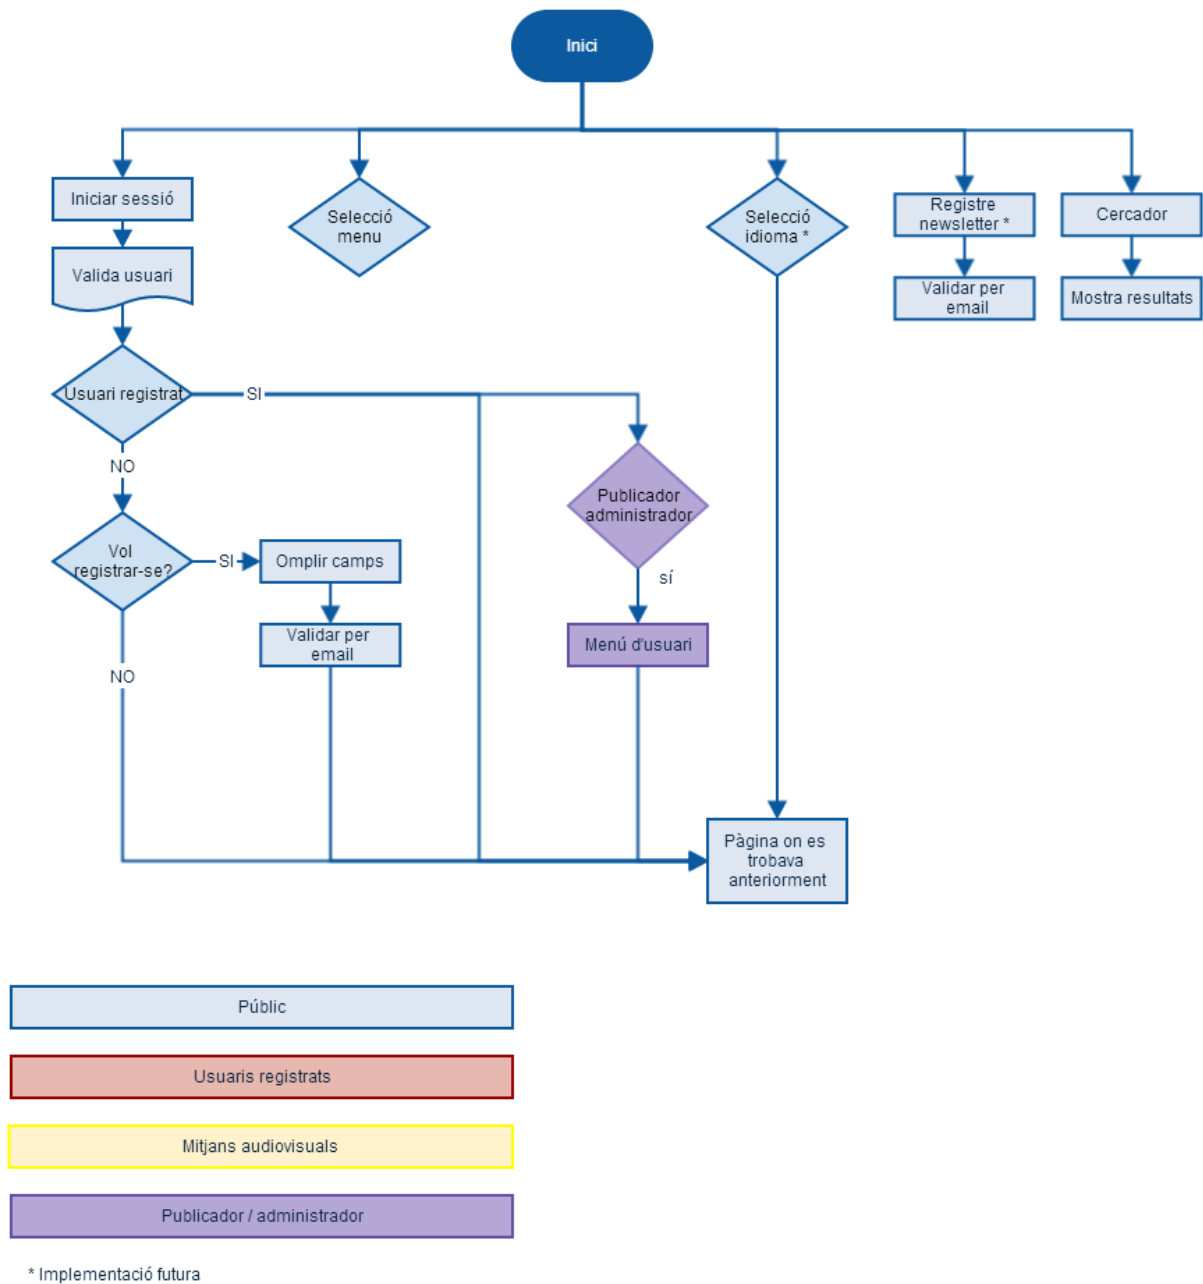 Inici
Iniciar sessió
Selecció
menu
Selecció
idioma *
Registre
newsletter *
Cercador
Valida usuari
Validar per
email
Mostra resultats
Usuari registrat
SI
NO
Publicador
administrador
Vol
registrar-se?
SI
Omplir camps
sí
Validar per
email
Menú d'usuari
NO
Pàgina on es
trobava
anteriorment
Públic
Usuaris registrats
Mitjans audiovisuals
Publicador / administrador
* Implementació futura